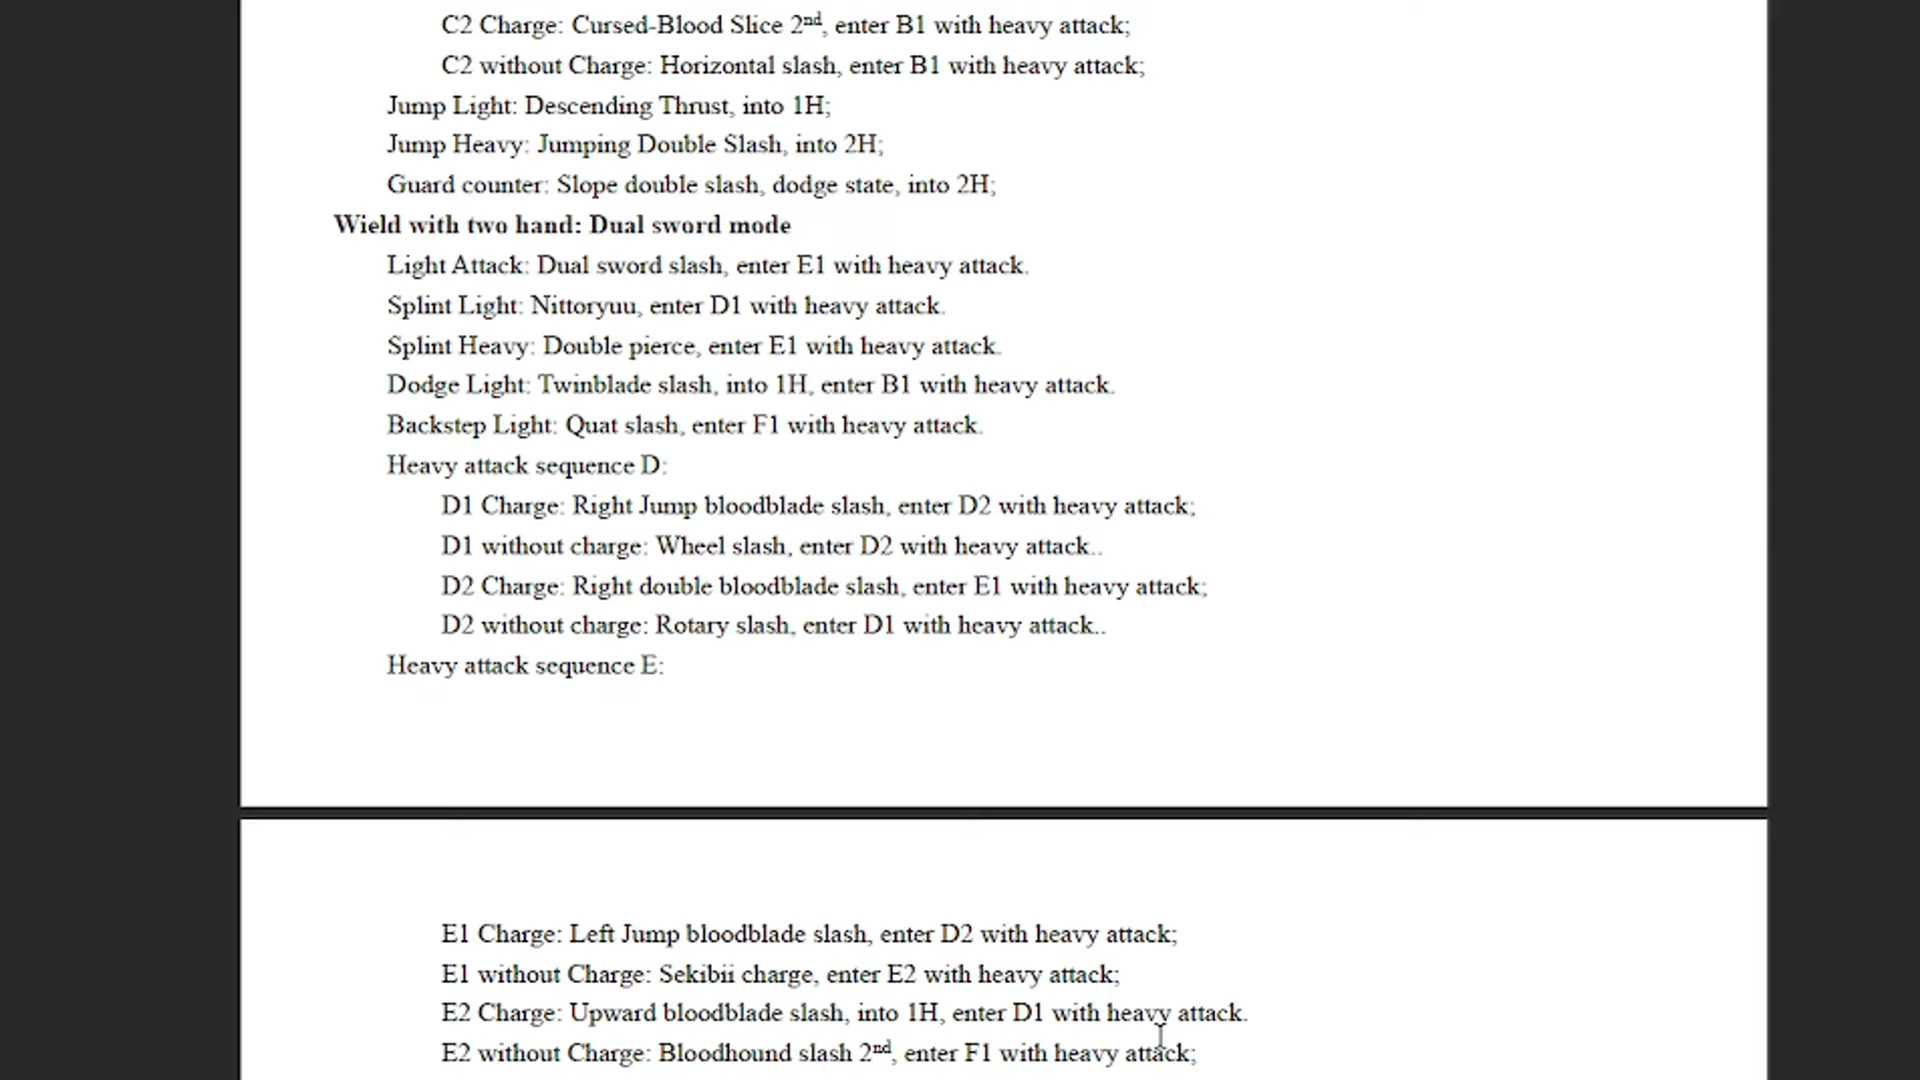 C2 Charge: Cursed-Blood Slice 2nd, enter B1 with heavy attack;
C2 without Charge: Horizontal slash, enter B1 with heavy attack;
Jump Light: Descending Thrust, into 1H;
Jump Heavy: Jumping Double Slash, into 2H;
Guard counter: Slope double slash, dodge state, into 2H;
Wield with two hand: Dual sword mode
Light Attack: Dual sword slash, enter E1 with heavy attack.
Splint Light: Nittoryuu, enter D1 with heavy attack.
Splint Heavy: Double pierce, enter E1 with heavy attack.
Dodge Light: Twinblade slash, into 1H, enter B1 with heavy attack.
Backstep Light: Quat slash, enter F1 with heavy attack.
Heavy attack sequence D:
D1 Charge: Right Jump bloodblade slash, enter D2 with heavy attack;
D1 without charge: Wheel slash, enter D2 with heavy attack..
D2 Charge: Right double bloodblade slash, enter E1 with heavy attack;
D2 without charge: Rotary slash, enter D1 with heavy attack..
Heavy attack sequence E:
E1 Charge: Left Jump bloodblade slash, enter D2 with heavy attack;
E1 without Charge: Sekibii charge, enter E2 with heavy attack;
E2 Charge: Upward bloodblade slash, into 1H, enter D1 with heavy attack.
E2 without Charge: Bloodhound slash 2nd, enter F1 with heavy attack;